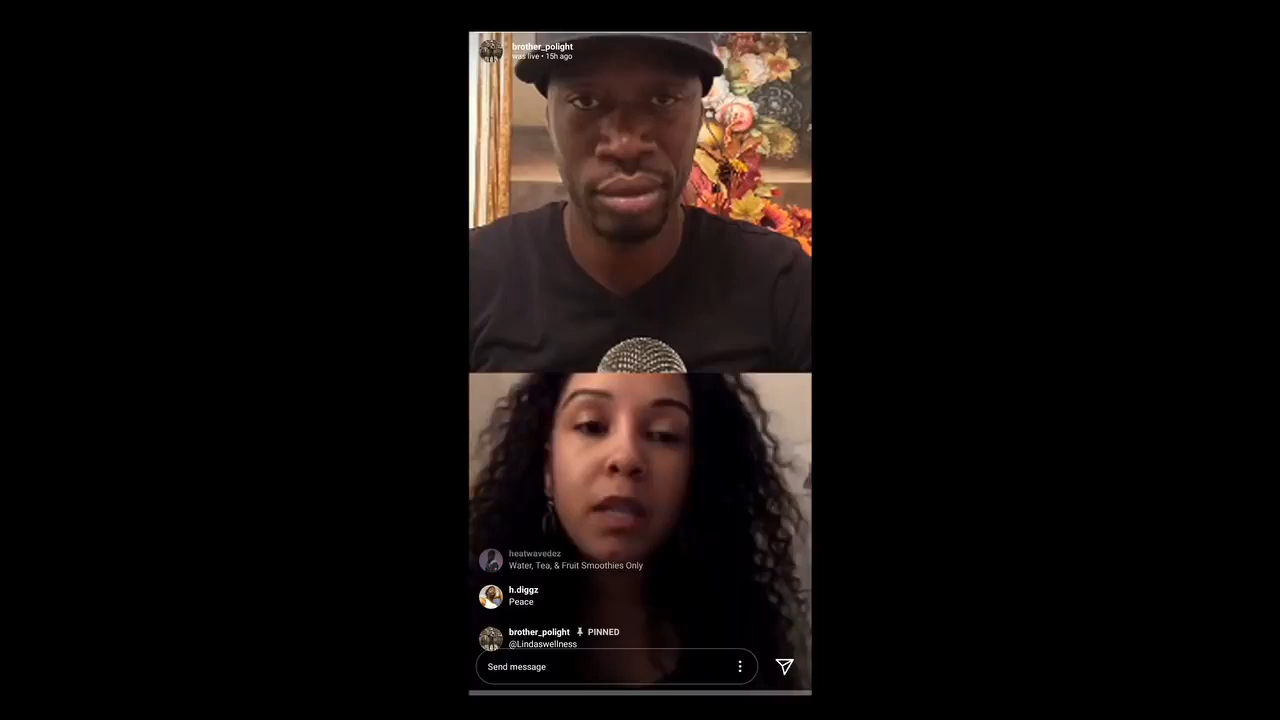 brother_polight
was live • 15h ago
heatwavedez
Water, Tea, & Fruit Smoothies Only
h.diggz
Peace
brother_polight PINNED
@Lindaswellness
Send message